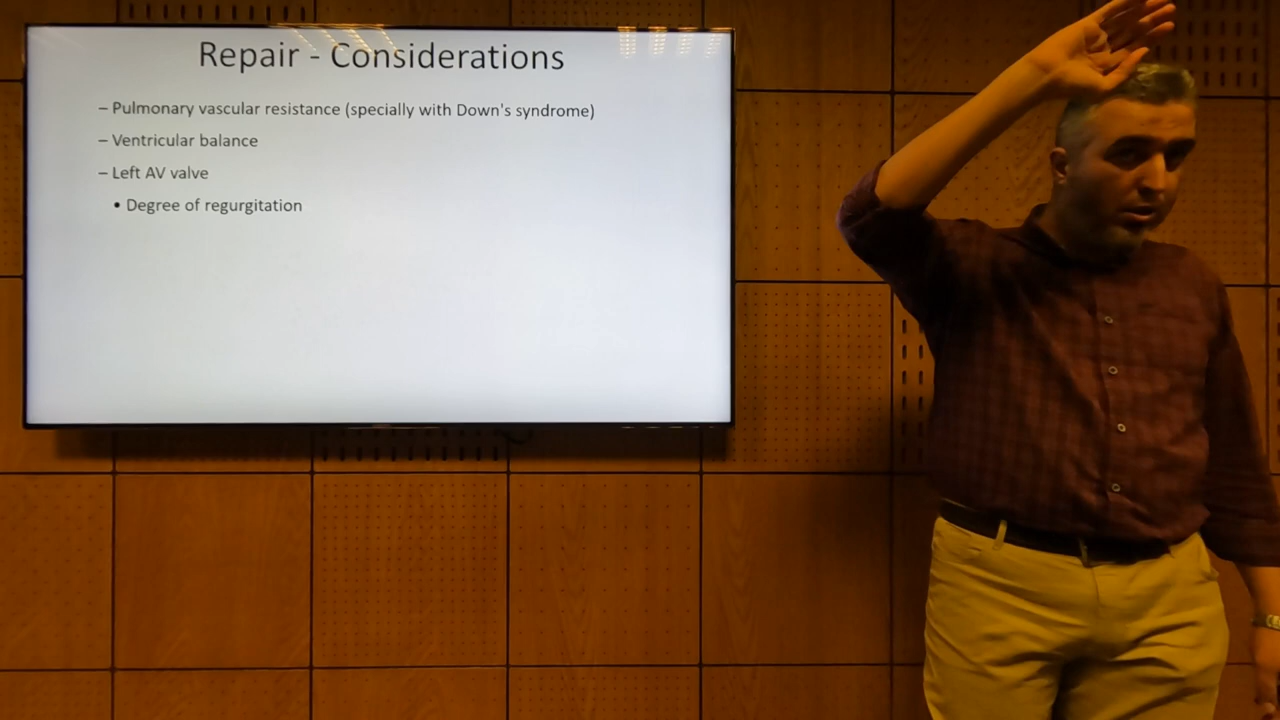 Repair - Considerations
– Pulmonary vascular resistance (specially with Down's syndrome)
– Ventricular balance
– Left AV valve
• Degree of regurgitation